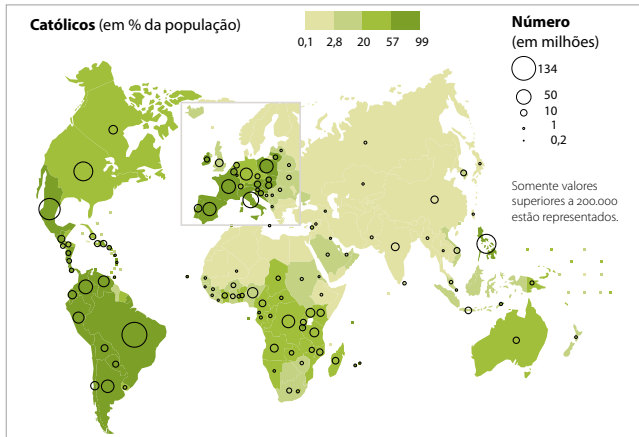 Católicos (em % da população)
0,1 2,8 20 57 99
Número
(em milhões)
134
50
10
1
0,2
Somente valores
superiores a 200.000
estão representados.